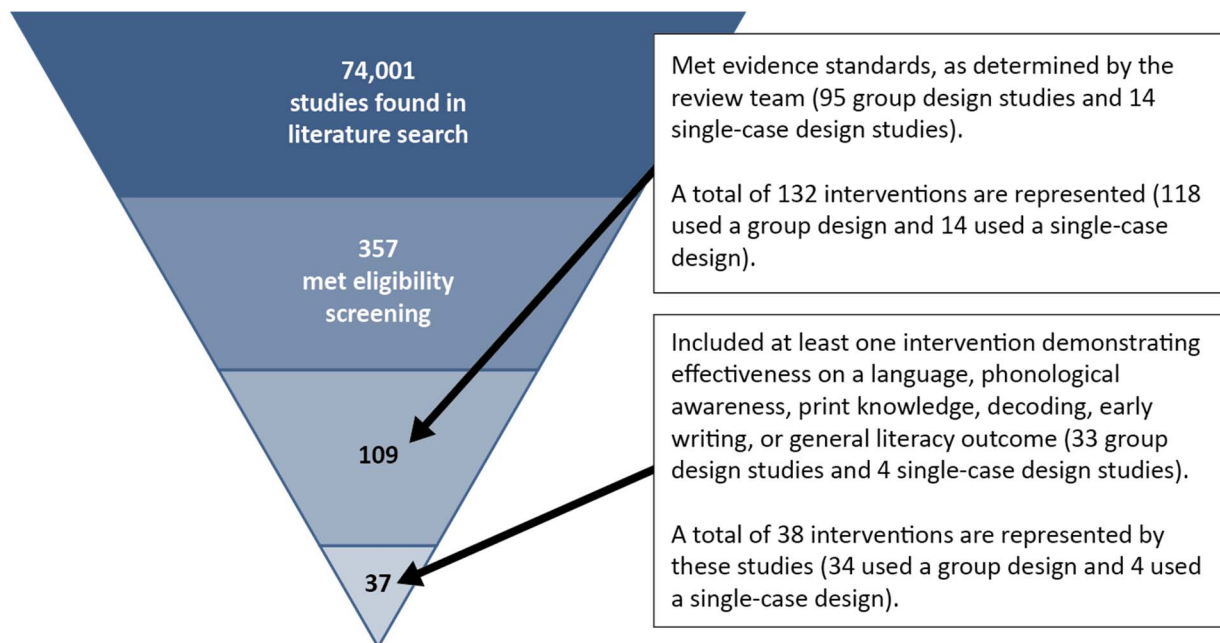 74,001
studies found in
literature search
357
met eligibility
screening
109
37
Met evidence standards, as determined by the
review team (95 group design studies and 14
single-case design studies).
A total of 132 interventions are represented (118
used a group design and 14 used a single-case
design).
Included at least one intervention demonstrating
effectiveness on a language, phonological
awareness, print knowledge, decoding, early
writing, or general literacy outcome (33 group
design studies and 4 single-case design studies).
A total of 38 interventions are represented by
these studies (34 used a group design and 4 used
a single-case design).